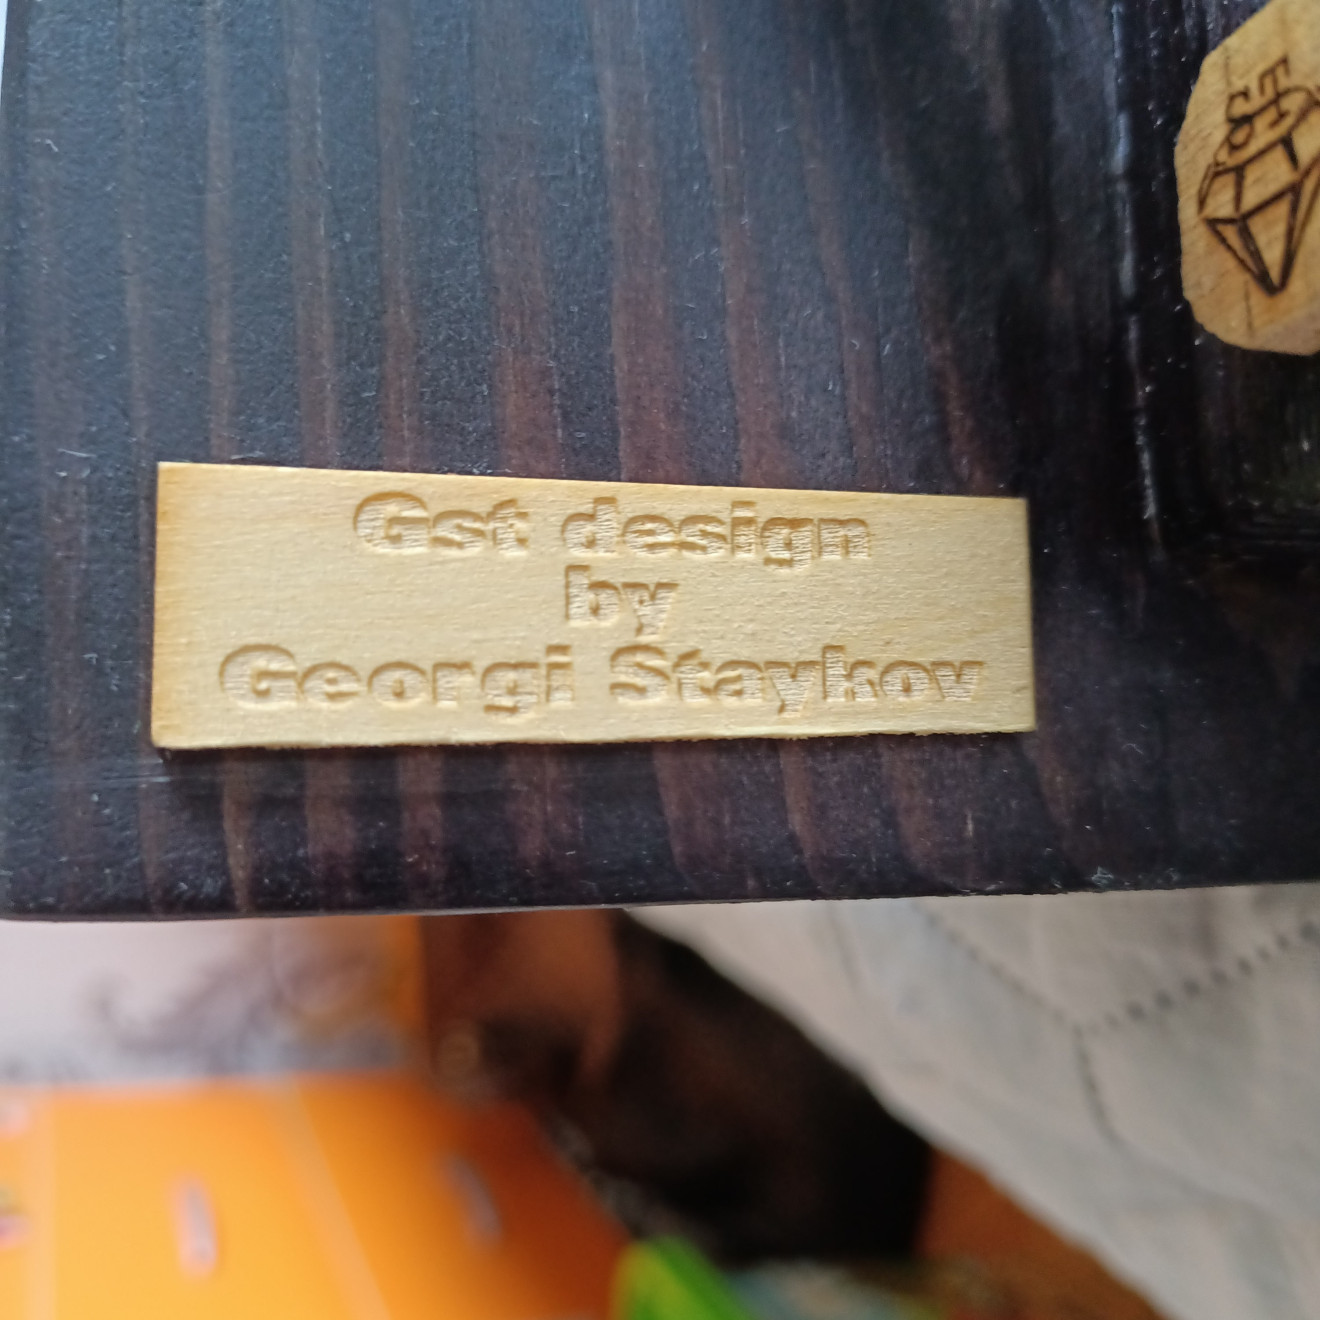 Gst design
by
Georgi Staykov